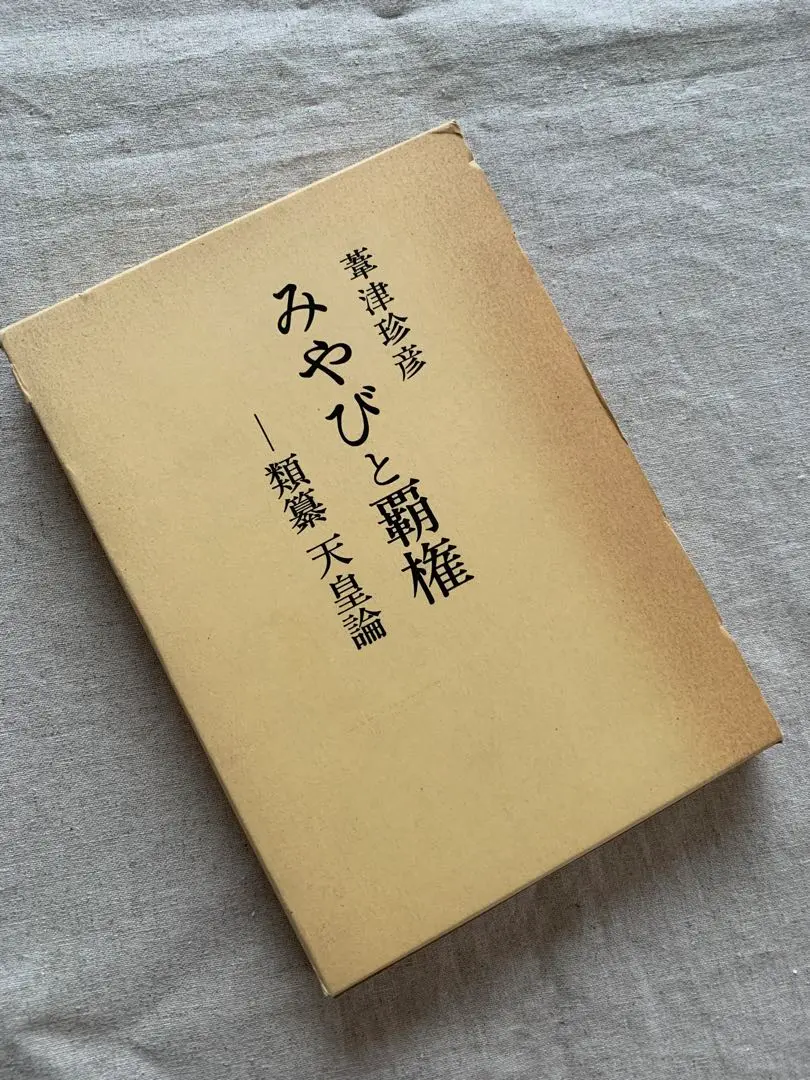 葦津珍彦
みやびと覇権
―類纂 天皇論